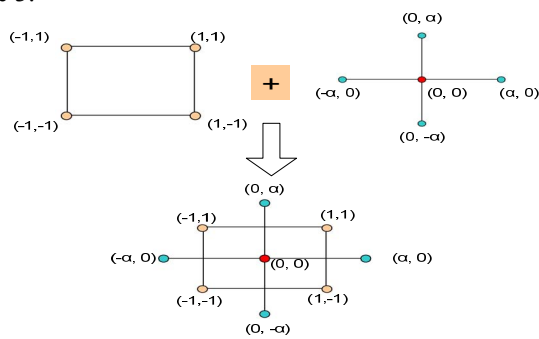 (-1,1)
(1,1)
(-1,-1)
(1,-1)
+
(0, α)
(-α, 0)
(0, 0)
(α, 0)
(0, -α)
(0, α)
(-1,1)
(1,1)
(-α, 0)
(0, 0)
(α, 0)
(-1,-1)
(1,-1)
(0, -α)